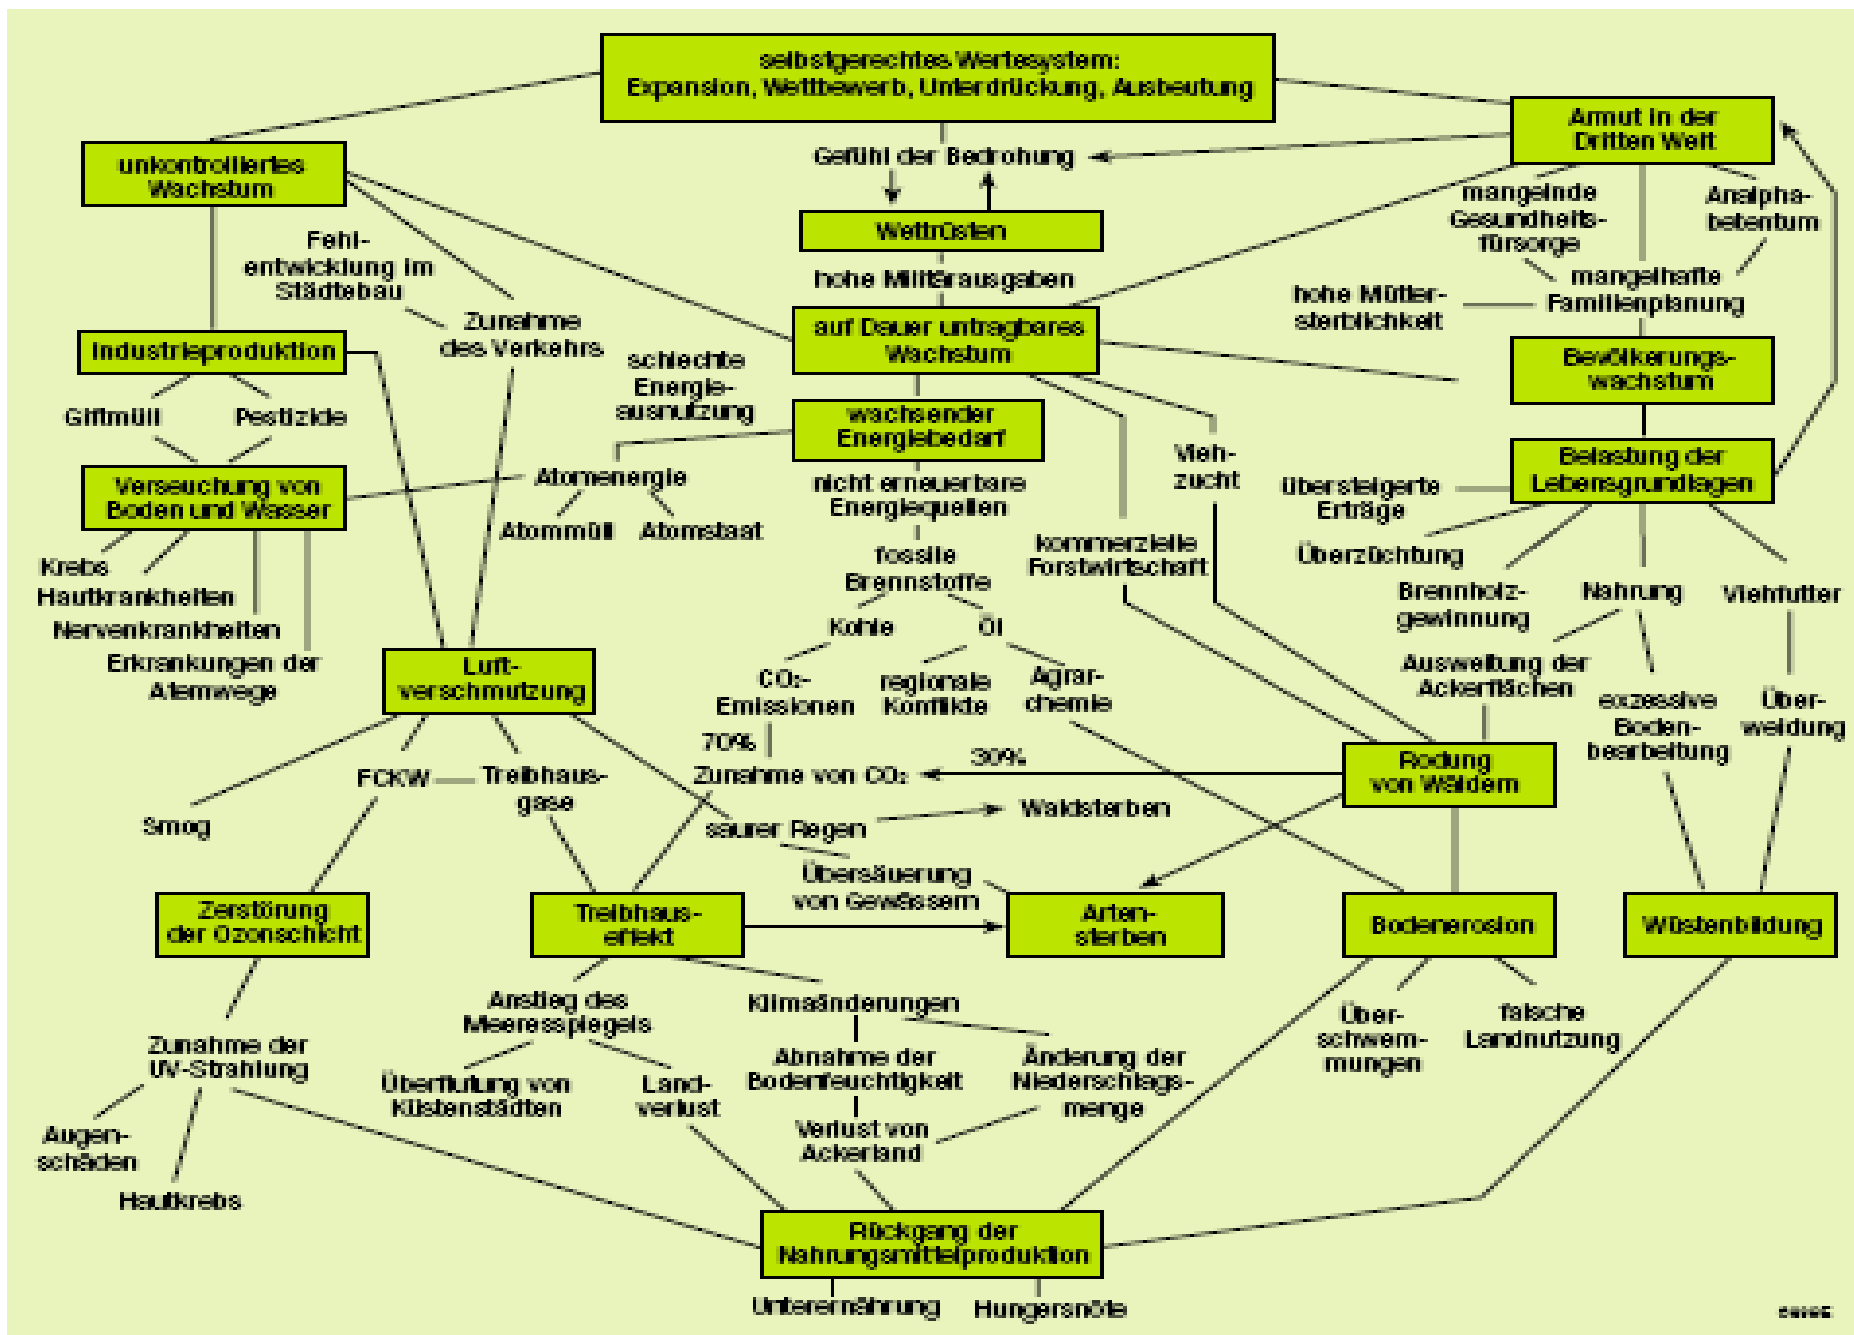 selbstgerechtes Wertesystem:
Expansion, Wettbewerb, Unterdrückung, Ausbeutung
Armut in der
Dritten Welt
unkontrolliertes
Wachstum
Gefühl der Bedrohung
mangelnde
Gesundheits-
fürsorge
Analpha-
betentum
Wettrüsten
Fehl-
entwicklung im
Städtebau
hohe Militärausgaben
mangelhafte
Familienplanung
hohe Mütter-
sterblichkeit
Zunahme
des Verkehrs
auf Dauer untragbares
Wachstum
Industrieproduktion
schlechte
Energie-
ausnutzung
Bevölkerungs-
wachstum
Giftmüll
Pestizide
wachsender
Energiebedarf
Vieh-
zucht
Belastung der
Lebensgrundlagen
Verseuchung von
Boden und Wasser
Atomenergie
nicht erneuerbare
Energiequellen
übersteigerte
Erträge
Atommüll
Atomstaat
kommerzielle
Forstwirtschaft
Überzüchtung
Krebs
Hautkrankheiten
Nervenkrankheiten
Erkrankungen der
Atemwege
fossile
Brennstoffe
Brennholz-
gewinnung
Nahrung
Viehfutter
Kohle
Öl
Luft-
verschmutzung
CO₂-
Emissionen
regionale
Konflikte
Agrar-
chemie
Ausweitung der
Ackerflächen
exzessive
Boden-
bearbeitung
Über-
weidung
70%
30%
FCKW
Treibhaus-
gase
Zunahme von CO₂
Rodung
von Wäldern
Smog
saurer Regen
Waldsterben
Übersäuerung
von Gewässern
Zerstörung
der Ozonschicht
Treibhaus-
effekt
Arten-
sterben
Bodenerosion
Wüstenbildung
Anstieg des
Meeresspiegels
Klimaänderungen
Über-
schwem-
mungen
falsche
Landnutzung
Zunahme der
UV-Strahlung
Überflutung von
Küstenstädten
Land-
verlust
Abnahme der
Bodenfeuchtigkeit
Änderung der
Niederschlags-
menge
Augen-
schäden
Verlust von
Ackerland
Hautkrebs
Rückgang der
Nahrungsmittelproduktion
Unterernährung
Hungersnöte